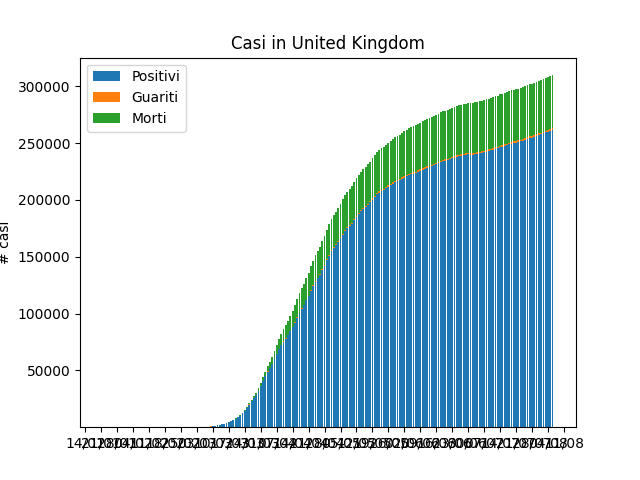 Casi in United Kingdom
Positivi
Guariti
Morti
300000
250000
200000
150000
100000
50000
# casi